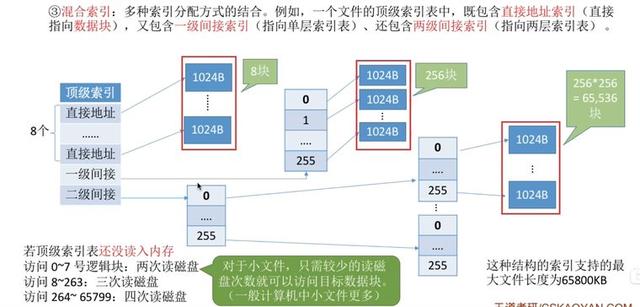 ③混合索引：多种索引分配方式的结合。例如，一个文件的顶级索引表中，既包含直接地址索引（直接
指向数据块），又包含一级间接索引（指向单层索引表）、还包含两级间接索引（指向两层索引表）。
顶级索引
8个
直接地址
......
直接地址
一级间接
二级间接
1024B
......
1024B
8块
0
1
....
255
1024B
1024B
......
1024B
256块
0
....
255
0
....
255
...
0
....
255
1024B
...
1024B
256*256
= 65,536
块
若顶级索引表还没读入内存
访问 0~7 号逻辑块：两次读磁盘
访问 8~263：三次读磁盘
访问 264~ 65799：四次读磁盘
对于小文件，只需较少的读磁
盘次数就可以访问目标数据块。
（一般计算机中小文件更多）
这种结构的索引支持的最
大文件长度为65800KB